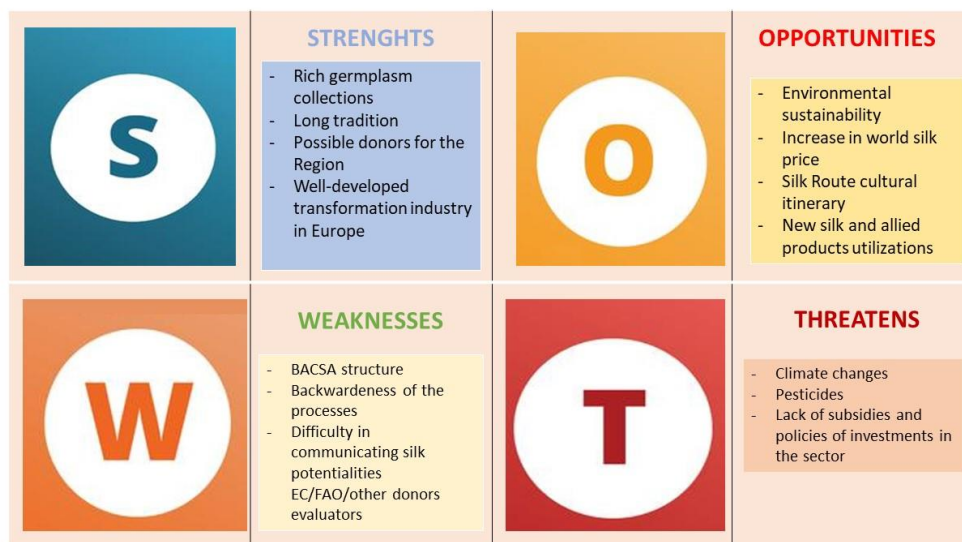 S
STRENGHTS
- Rich germplasm
collections
- Long tradition
- Possible donors for the
Region
- Well-developed
transformation industry
in Europe
O
OPPORTUNITIES
- Environmental
sustainability
- Increase in world silk
price
- Silk Route cultural
itinerary
- New silk and allied
products utilizations
W
WEAKNESSES
- BACSA structure
- Backwardeness of the
processes
- Difficulty in
communicating silk
potentialities
EC/FAO/other donors
evaluators
T
THREATENS
- Climate changes
- Pesticides
- Lack of subsidies and
policies of investments in
the sector